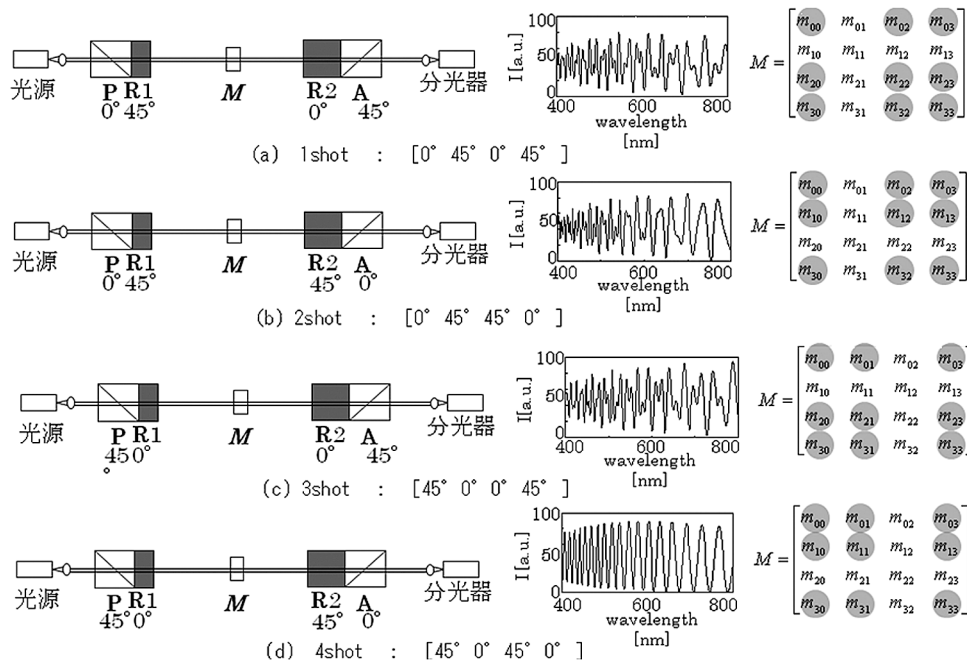 光源
P R1
0° 45°
M
R2 A
0° 45°
分光器
I [a.u.]
100
50
0
400 600 800
wavelength
[nm]
M =
m00 m01 m02 m03
m10 m11 m12 m13
m20 m21 m22 m23
m30 m31 m32 m33
(a) 1shot : [0° 45° 0° 45°]
光源
P R1
0° 45°
M
R2 A
45° 0°
分光器
I [a.u.]
100
50
0
400 600 800
wavelength
[nm]
M =
m00 m01 m02 m03
m10 m11 m12 m13
m20 m21 m22 m23
m30 m31 m32 m33
(b) 2shot : [0° 45° 45° 0°]
光源
P R1
45° 0°
M
R2 A
0° 45°
分光器
I [a.u.]
100
50
0
400 600 800
wavelength
[nm]
M =
m00 m01 m02 m03
m10 m11 m12 m13
m20 m21 m22 m23
m30 m31 m32 m33
(c) 3shot : [45° 0° 0° 45°]
光源
P R1
45° 0°
M
R2 A
45° 0°
分光器
I [a.u.]
100
50
0
400 600 800
wavelength
[nm]
M =
m00 m01 m02 m03
m10 m11 m12 m13
m20 m21 m22 m23
m30 m31 m32 m33
(d) 4shot : [45° 0° 45° 0°]